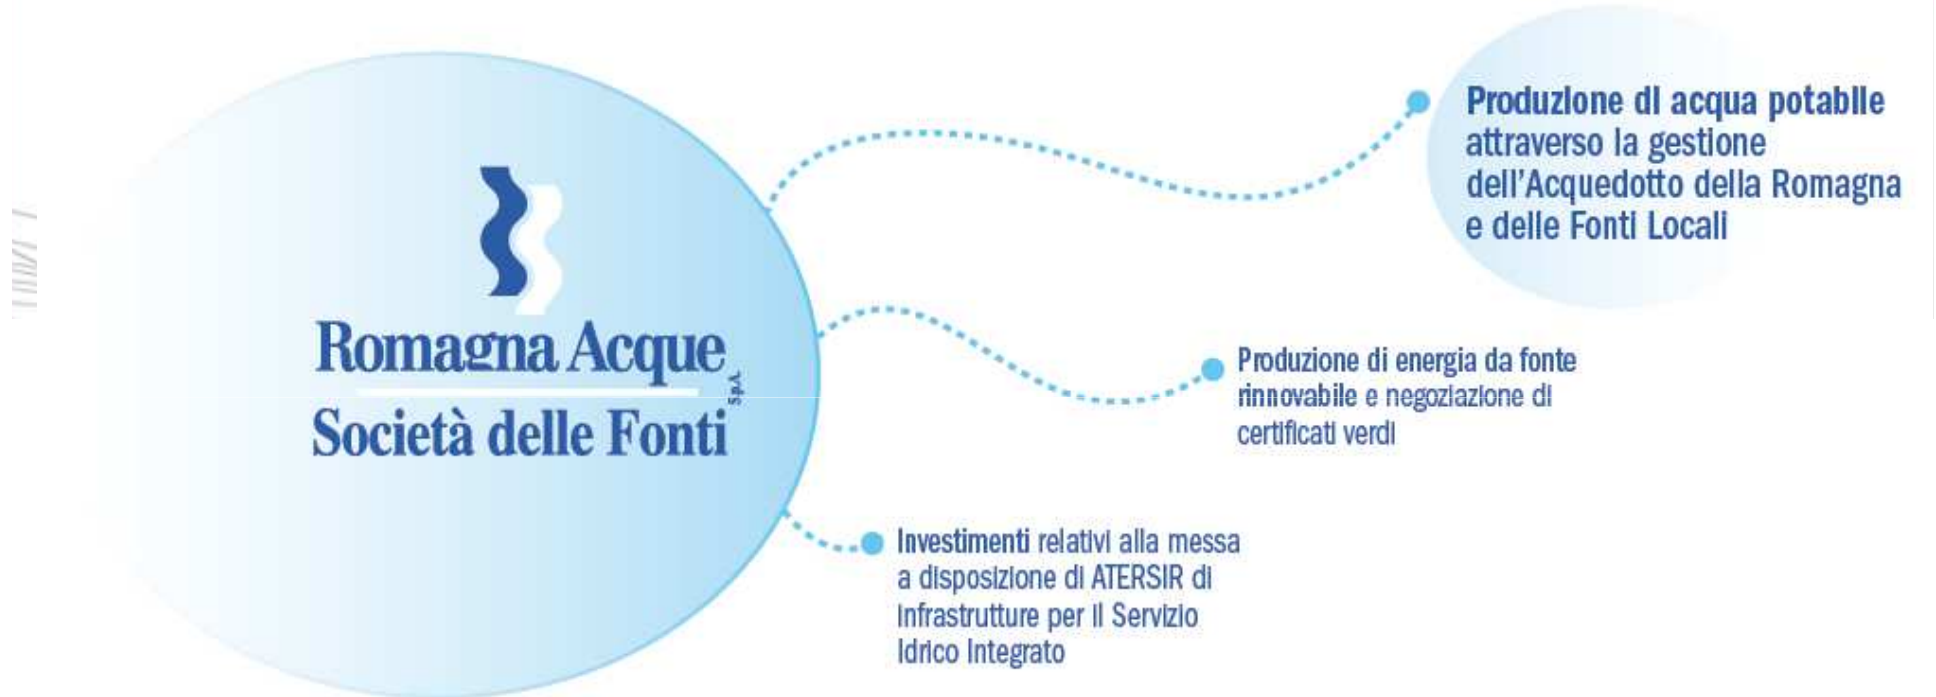 Romagna Acque
S.p.A.
Società delle Fonti
Produzione di acqua potabile
attraverso la gestione
dell'Acquedotto della Romagna
e delle Fonti Locali
Produzione di energia da fonte
rinnovabile e negoziazione di
certificati verdi
Investimenti relativi alla messa
a disposizione di ATERSIR di
infrastrutture per il Servizio
Idrico Integrato